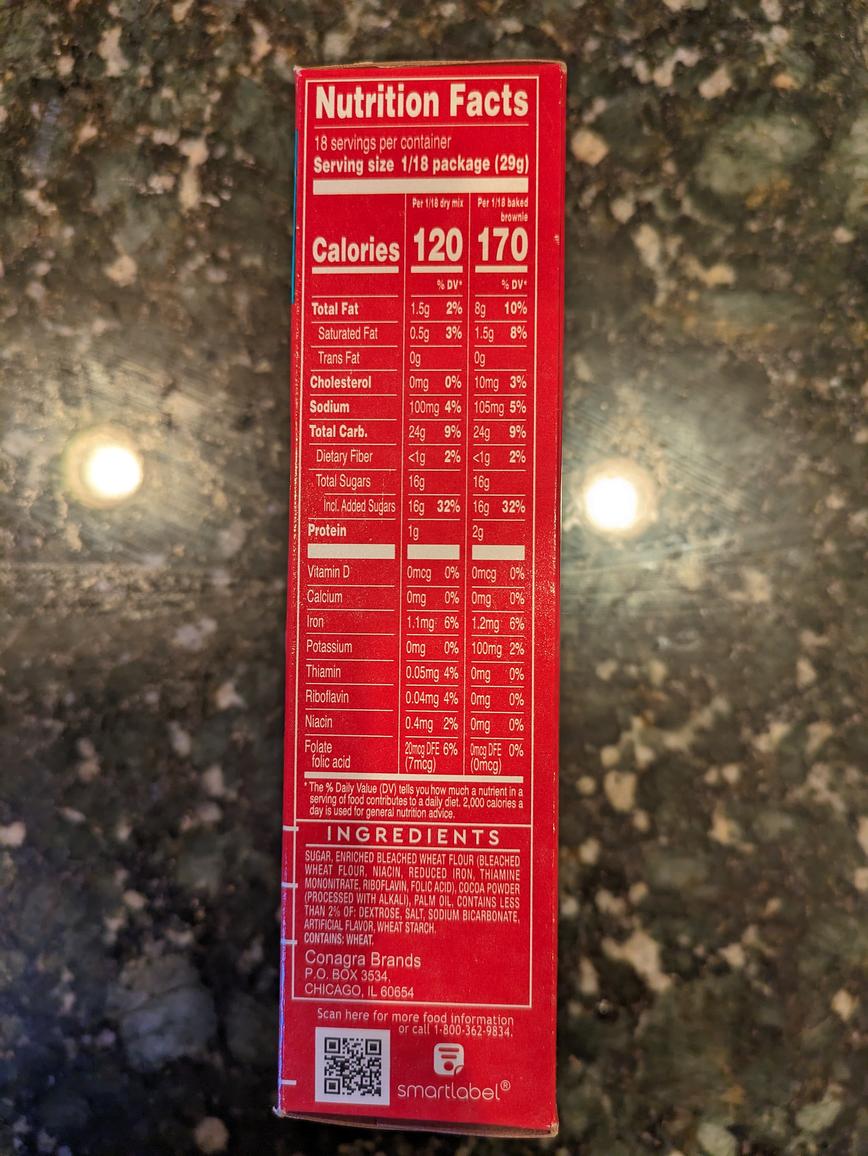 Nutrition Facts
18 servings per container
Serving size 1/18 package (29g)
Per 1/18 dry mix Per 1/18 baked brownie
Calories 120 170
% DV* % DV*
Total Fat 1.5g 2% 8g 10%
Saturated Fat 0.5g 3% 1.5g 8%
Trans Fat 0g 0g
Cholesterol 0mg 0% 10mg 3%
Sodium 100mg 4% 105mg 5%
Total Carb. 24g 9% 24g 9%
Dietary Fiber <1g 2% <1g 2%
Total Sugars 16g 16g
Incl. Added Sugars 16g 32% 16g 32%
Protein 1g 2g
Vitamin D 0mcg 0% 0mcg 0%
Calcium 0mg 0% 0mg 0%
Iron 1.1mg 6% 1.2mg 6%
Potassium 0mg 0% 100mg 2%
Thiamin 0.05mg 4% 0mg 0%
Riboflavin 0.04mg 4% 0mg 0%
Niacin 0.4mg 2% 0mg 0%
Folate 20mcg DFE 6% 0mcg DFE 0%
folic acid (7mcg) (0mcg)
* The % Daily Value (DV) tells you how much a nutrient in a
serving of food contributes to a daily diet. 2,000 calories a
day is used for general nutrition advice.
INGREDIENTS
SUGAR, ENRICHED BLEACHED WHEAT FLOUR (BLEACHED
WHEAT FLOUR, NIACIN, REDUCED IRON, THIAMINE
MONONITRATE, RIBOFLAVIN, FOLIC ACID), COCOA POWDER
(PROCESSED WITH ALKALI), PALM OIL, CONTAINS LESS
THAN 2% OF: DEXTROSE, SALT, SODIUM BICARBONATE,
ARTIFICIAL FLAVOR, WHEAT STARCH.
CONTAINS: WHEAT.
Conagra Brands
P.O. BOX 3534,
CHICAGO, IL 60654
Scan here for more food information
or call 1-800-362-9834.
smartlabel®